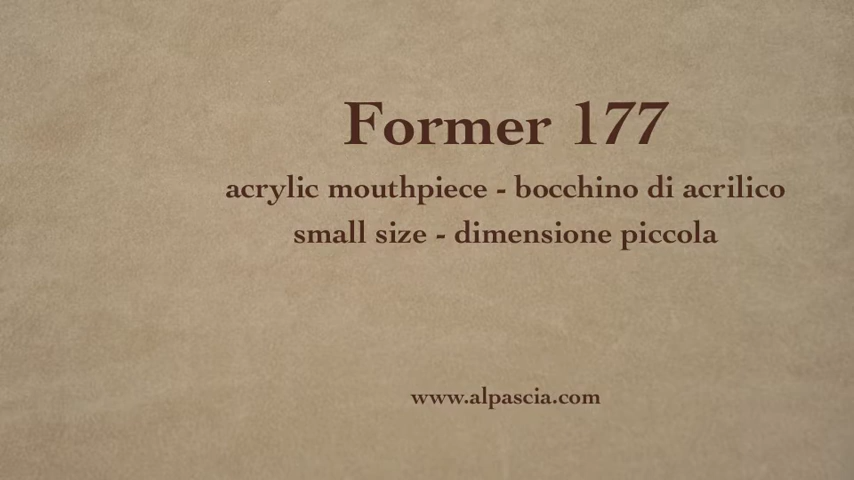 Former 177
acrylic mouthpiece - bocchino di acrilico
small size - dimensione piccola
www.alpascia.com